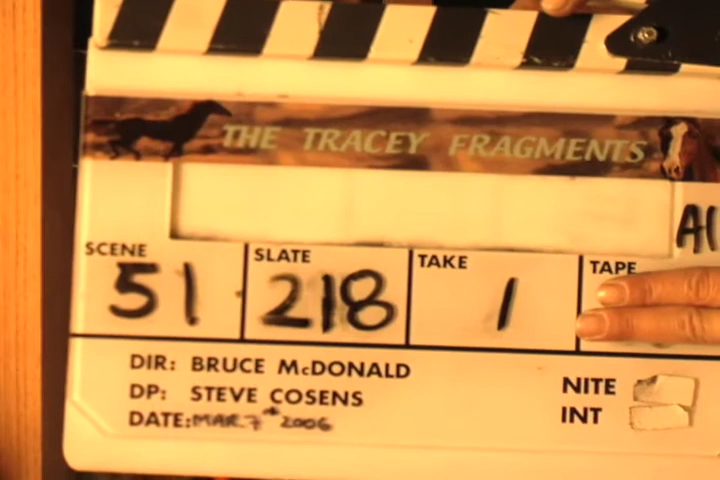 THE TRACEY FRAGMENTS
SCENE SLATE TAKE TAPE
51 218 1
DIR: BRUCE McDONALD
DP: STEVE COSENS
DATE: MAR 7th 2006
NITE
INT